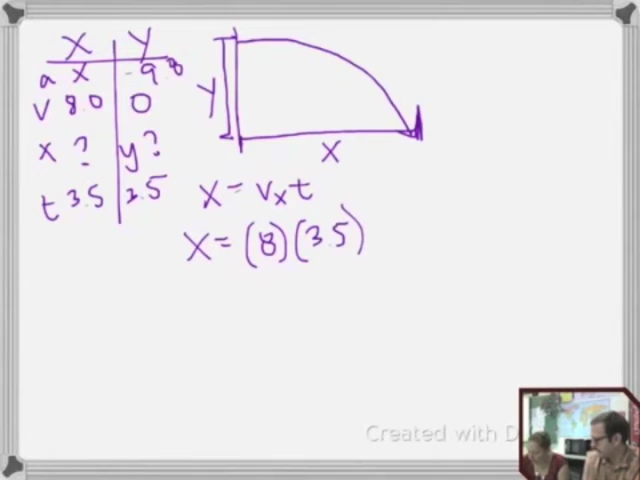 X Y
a X -9.8
v 8.0 0
x ? y ?
t 3.5 3.5
Y
X
X = vxt
X = (8)(3.5)
Created with D